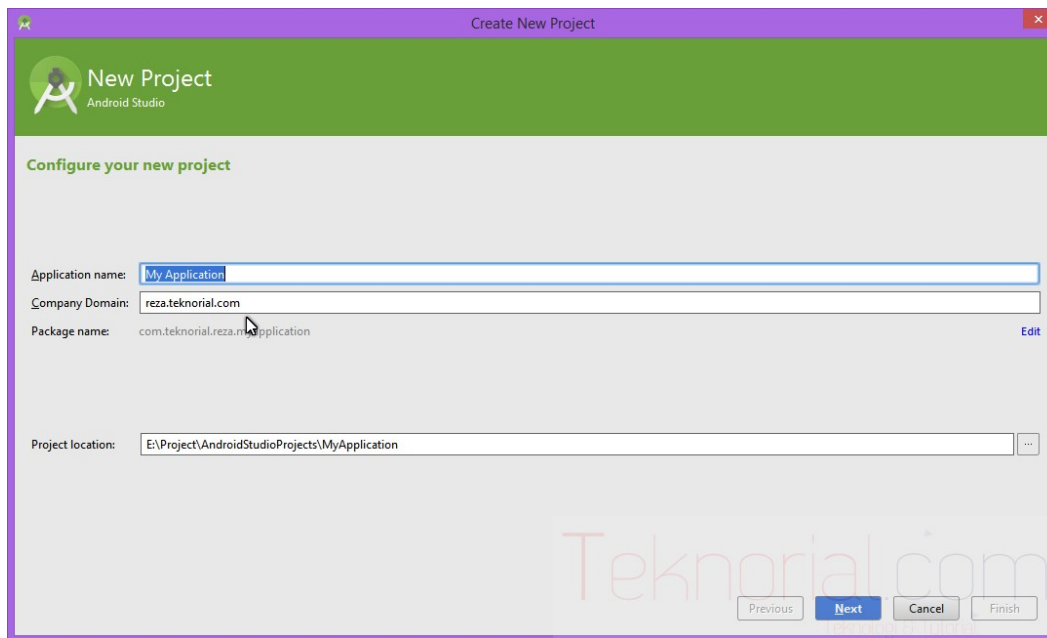 Create New Project
New Project
Android Studio
Configure your new project
Application name: My Application
Company Domain: reza.teknorial.com
Package name: com.teknorial.reza.myapplication Edit
Project location: E:\Project\AndroidStudioProjects\MyApplication ...
Teknorial.com
Previous Next Cancel Finish